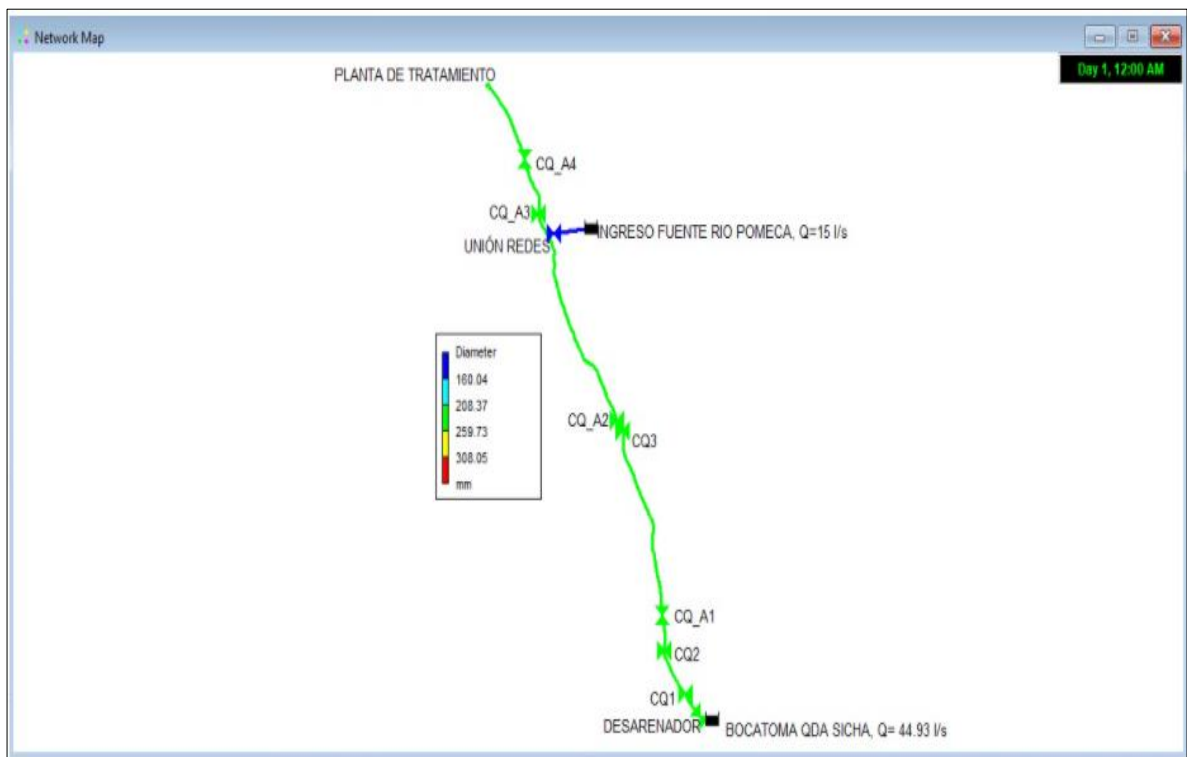 Network Map
Day 1, 12:00 AM
PLANTA DE TRATAMIENTO
CQ_A4
CQ_A3
INGRESO FUENTE RIO POMECA, Q=15 l/s
UNIÓN REDES
Diameter
160.04
208.37
259.73
308.05
mm
CQ_A2
CQ3
CQ_A1
CQ2
CQ1
DESARENADOR
BOCATOMA QDA SICHA, Q= 44.93 l/s